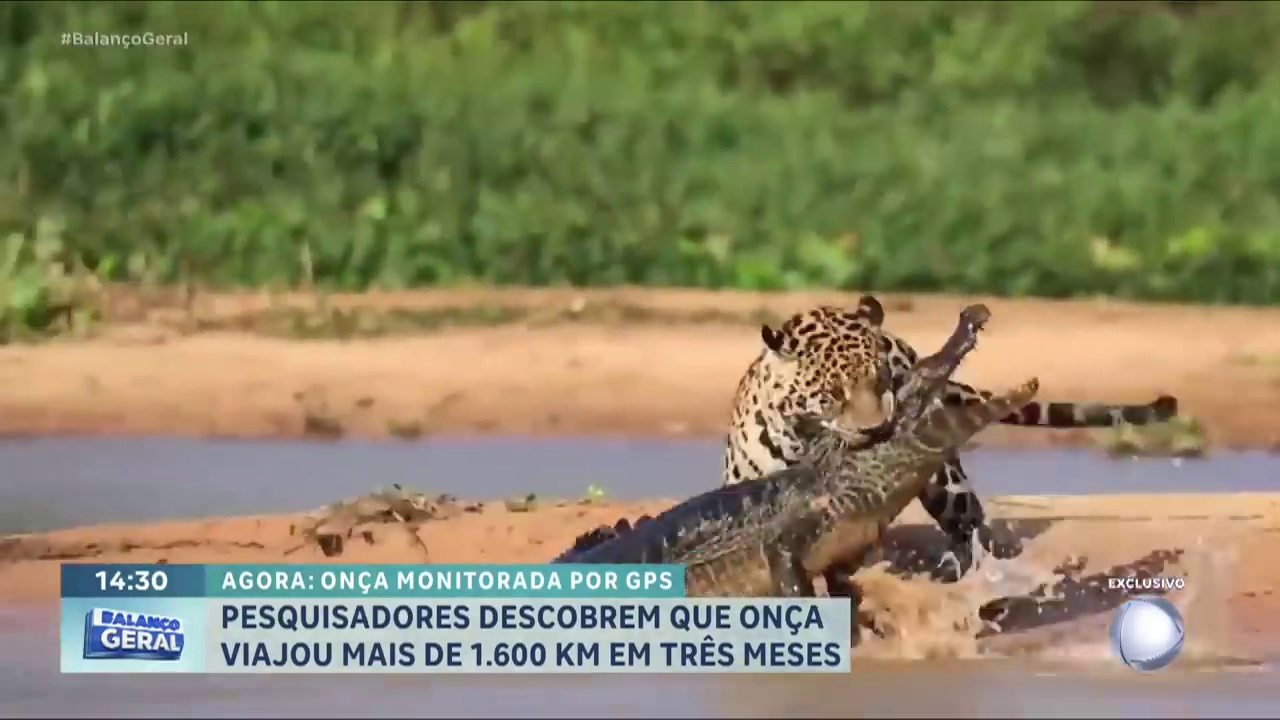 #BalançoGeral
14:30
AGORA: ONÇA MONITORADA POR GPS
BALANÇO
GERAL
PESQUISADORES DESCOBREM QUE ONÇA
VIAJOU MAIS DE 1.600 KM EM TRÊS MESES
EXCLUSIVO